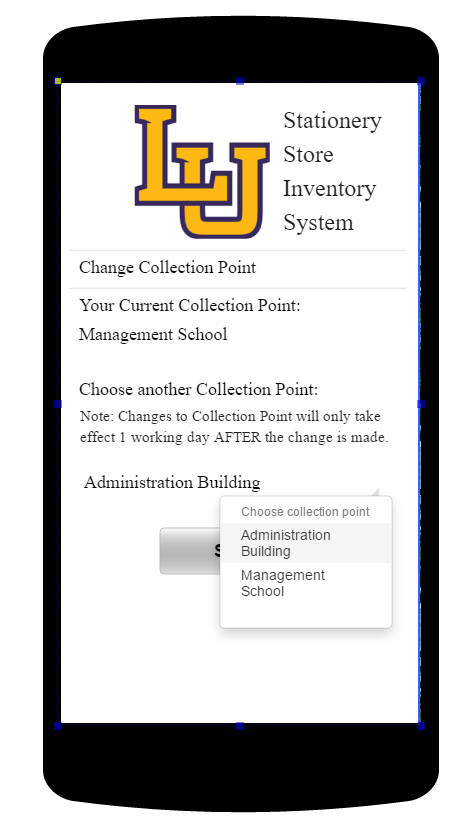 LU
Stationery
Store
Inventory
System
Change Collection Point
Your Current Collection Point:
Management School
Choose another Collection Point:
Note: Changes to Collection Point will only take
effect 1 working day AFTER the change is made.
Administration Building
Choose collection point
Administration
Building
Management
School